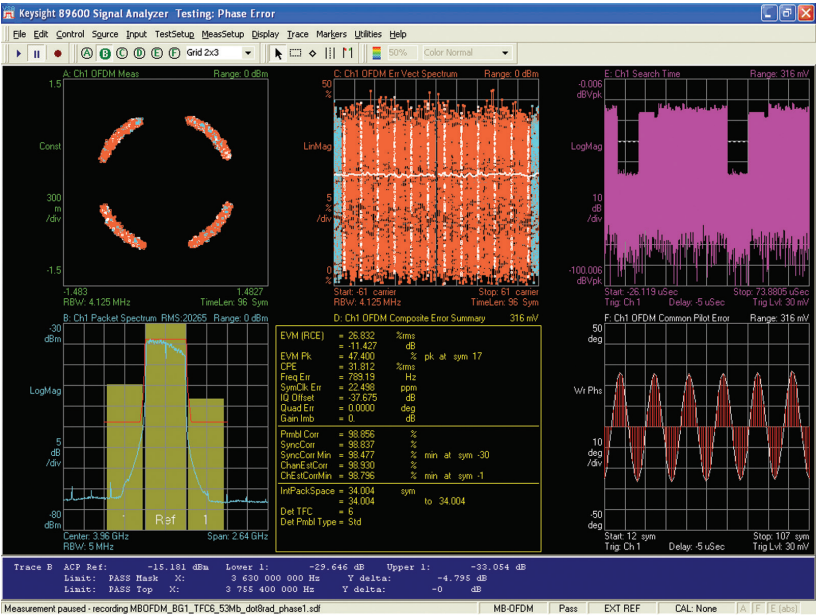 Keysight 89600 Signal Analyzer Testing: Phase Error
File Edit Control Source Input TestSetup MeasSetup Display Trace Markers Utilities Help
A B C D E F Grid 2x3 50% Color Normal
A: Ch1 OFDM Meas Range: 0 dBm
1.5
Const
300
m
/div
-1.5
-1.483 1.4827
RBW: 4.125 MHz TimeLen: 96 Sym
C: Ch1 OFDM Err Vect Spectrum Range: 0 dBm
50
%
LinMag
5
%
/div
0
%
Start: -61 carrier Stop: 61 carrier
RBW: 4.125 MHz TimeLen: 96 Sym
E: Ch1 Search Time Range: 316 mV
-0.006
dBVpk
LogMag
10
dB
/div
-100.006
dBVpk
Start: -26.119 uSec Stop: 73.8805 uSec
Trig: Ch 1 Delay: -5 uSec Trig Lvl: 30 mV
B: Ch1 Packet Spectrum RMS:20265 Range: 0 dBm
-30
dBm
LogMag
5
dB
/div
-80
dBm
1 Ref 1
Center: 3.96 GHz Span: 2.64 GHz
RBW: 5 MHz
D: Ch1 OFDM Composite Error Summary 316 mV
EVM (RCE) = 26.832 %rms
= -11.427 dB
EVM Pk = 47.400 % pk at sym 17
CPE = 31.812 %rms
Freq Err = 789.19 Hz
SymClk Err = 22.498 ppm
IQ Offset = -37.675 dB
Quad Err = 0.0000 deg
Gain Imb = 0. dB
Prmbl Corr = 98.856 %
SyncCorr = 98.837 %
SyncCorr Min = 98.477 % min at sym -30
ChanEstCorr = 98.930 %
ChEstCorrMin = 98.796 % min at sym -1
IntPackSpace = 34.004 sym
= 34.004 to 34.004
Det TFC = 6
Det Pmbl Type = Std
F: Ch1 OFDM Common Pilot Error Range: 316 mV
50
deg
Wr Phs
10
deg
/div
-50
deg
Start: 12 sym Stop: 107 sym
Trig: Ch 1 Delay: -5 uSec Trig Lvl: 30 mV
Trace B ACP Ref: -15.181 dBm Lower 1: -29.646 dB Upper 1: -33.054 dB
Limit: PASS Mask X: 3 630 000 000 Hz Y delta: -4.795 dB
Limit: PASS Top X: 3 755 400 000 Hz Y delta: -0 dB
Measurement paused - recording MBOFDM_BG1_TFC6_53Mb_dot8rad_phase1.sdf MB-OFDM Pass EXT REF CAL: None A F E (abs)